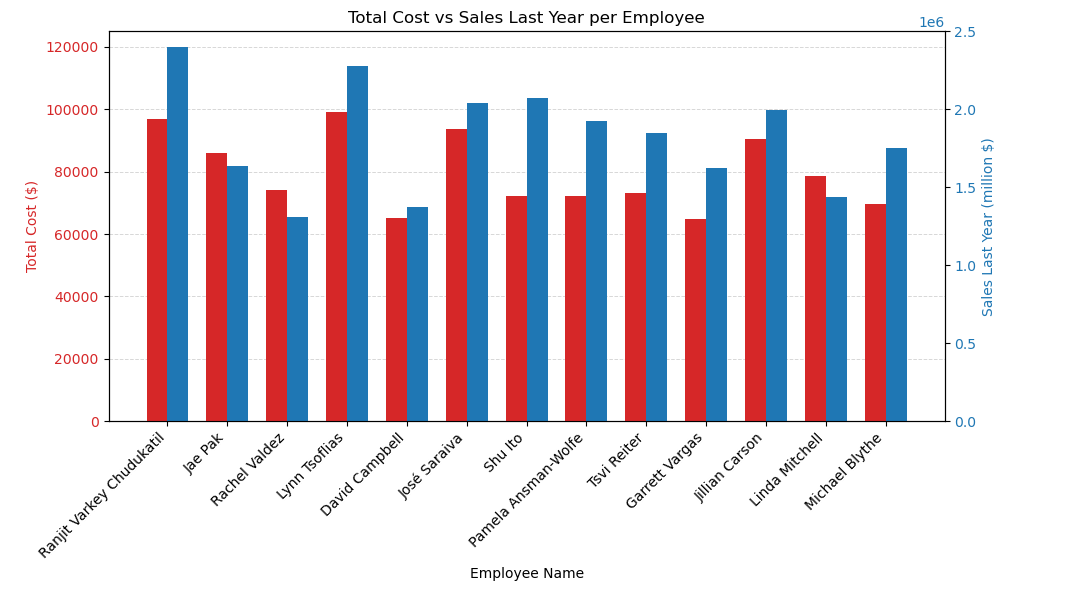 Total Cost vs Sales Last Year per Employee
1e6
120000
100000
80000
60000
40000
20000
0
Total Cost ($)
2.5
2.0
1.5
1.0
0.5
0.0
Sales Last Year (million $)
Ranjit Varkey Chudukatil
Jae Pak
Rachel Valdez
Lynn Tsoflias
David Campbell
José Saraiva
Shu Ito
Pamela Ansman-Wolfe
Tsvi Reiter
Garrett Vargas
Jillian Carson
Linda Mitchell
Michael Blythe
Employee Name